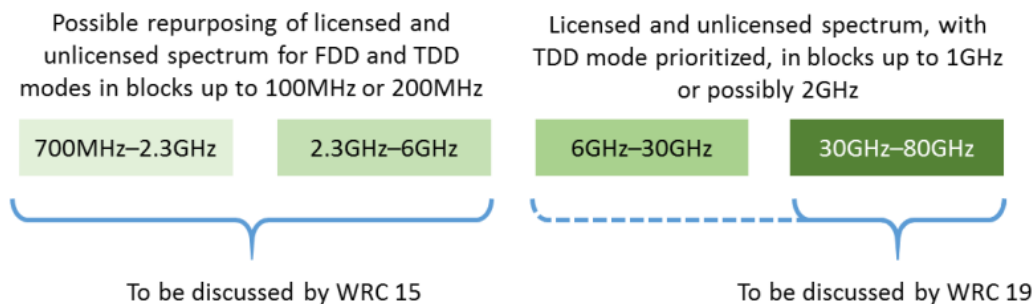 Possible repurposing of licensed and
unlicensed spectrum for FDD and TDD
modes in blocks up to 100MHz or 200MHz
Licensed and unlicensed spectrum, with
TDD mode prioritized, in blocks up to 1GHz
or possibly 2GHz
700MHz–2.3GHz
2.3GHz–6GHz
6GHz–30GHz
30GHz–80GHz
To be discussed by WRC 15
To be discussed by WRC 19